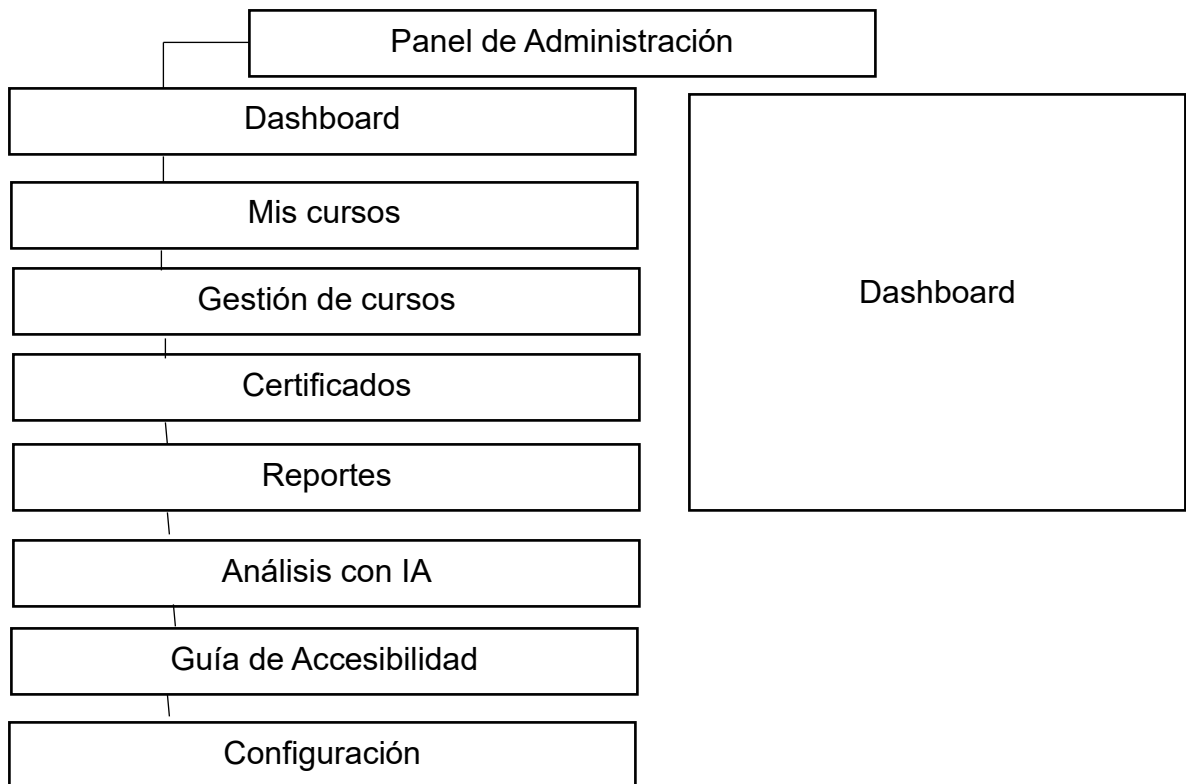 Panel de Administración
Dashboard
Mis cursos
Gestión de cursos
Certificados
Reportes
Análisis con IA
Guía de Accesibilidad
Configuración
Dashboard